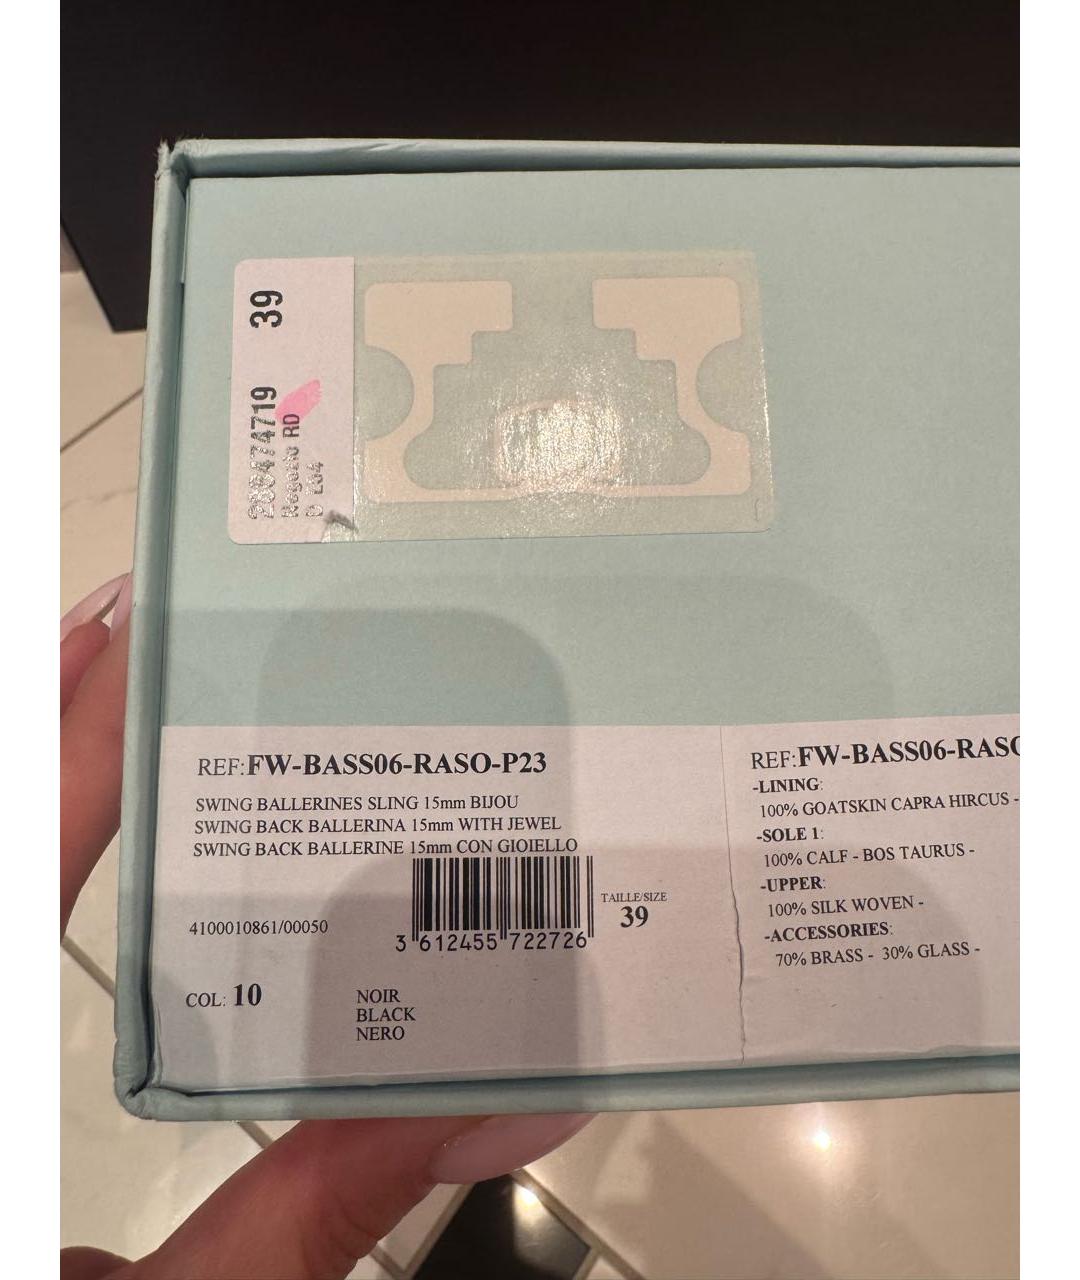 39
RD
REF:FW-BASS06-RASO-P23
SWING BALLERINES SLING 15mm BIJOU
SWING BACK BALLERINA 15mm WITH JEWEL
SWING BACK BALLERINE 15mm CON GIOIELLO
4100010861/00050
3 612455 722726
TAILLE/SIZE
39
COL: 10
NOIR
BLACK
NERO
REF:FW-BASS06-RASO
-LINING:
100% GOATSKIN CAPRA HIRCUS -
-SOLE 1:
100% CALF - BOS TAURUS -
-UPPER:
100% SILK WOVEN -
-ACCESSORIES:
70% BRASS - 30% GLASS -